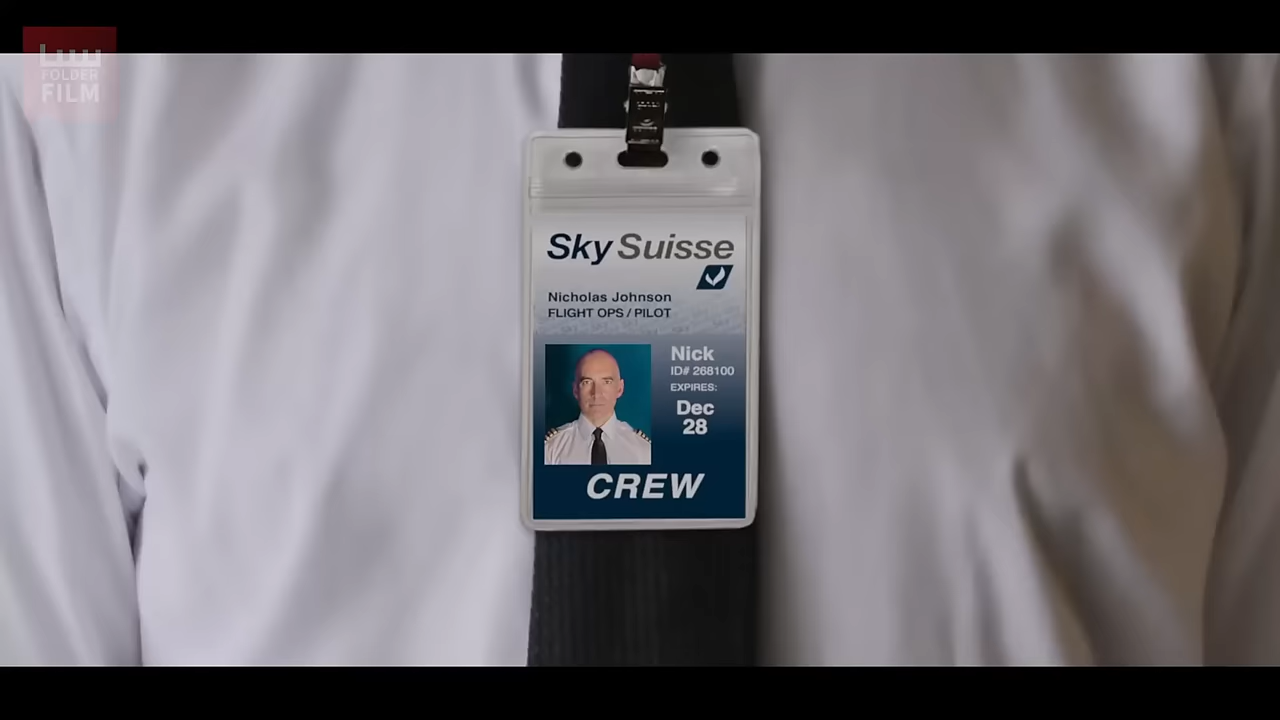 FOLDER
FILM
Sky Suisse
Nicholas Johnson
FLIGHT OPS / PILOT
Nick
ID# 268100
EXPIRES:
Dec
28
CREW